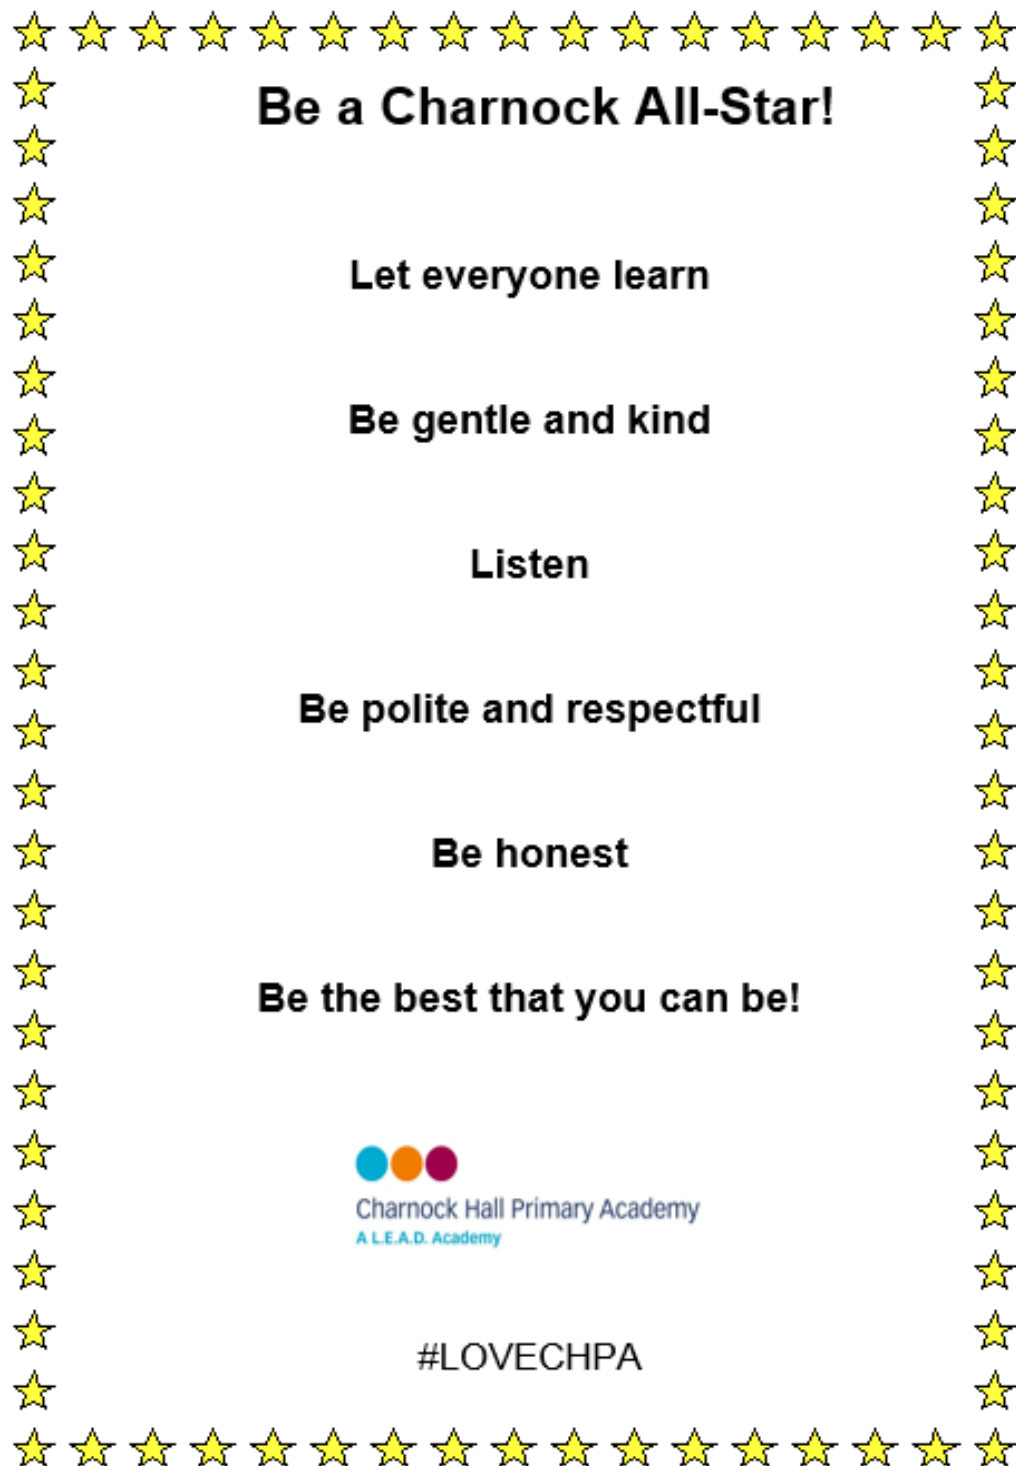 Be a Charnock All-Star!
Let everyone learn
Be gentle and kind
Listen
Be polite and respectful
Be honest
Be the best that you can be!
Charnock Hall Primary Academy
A L.E.A.D. Academy
#LOVECHPA